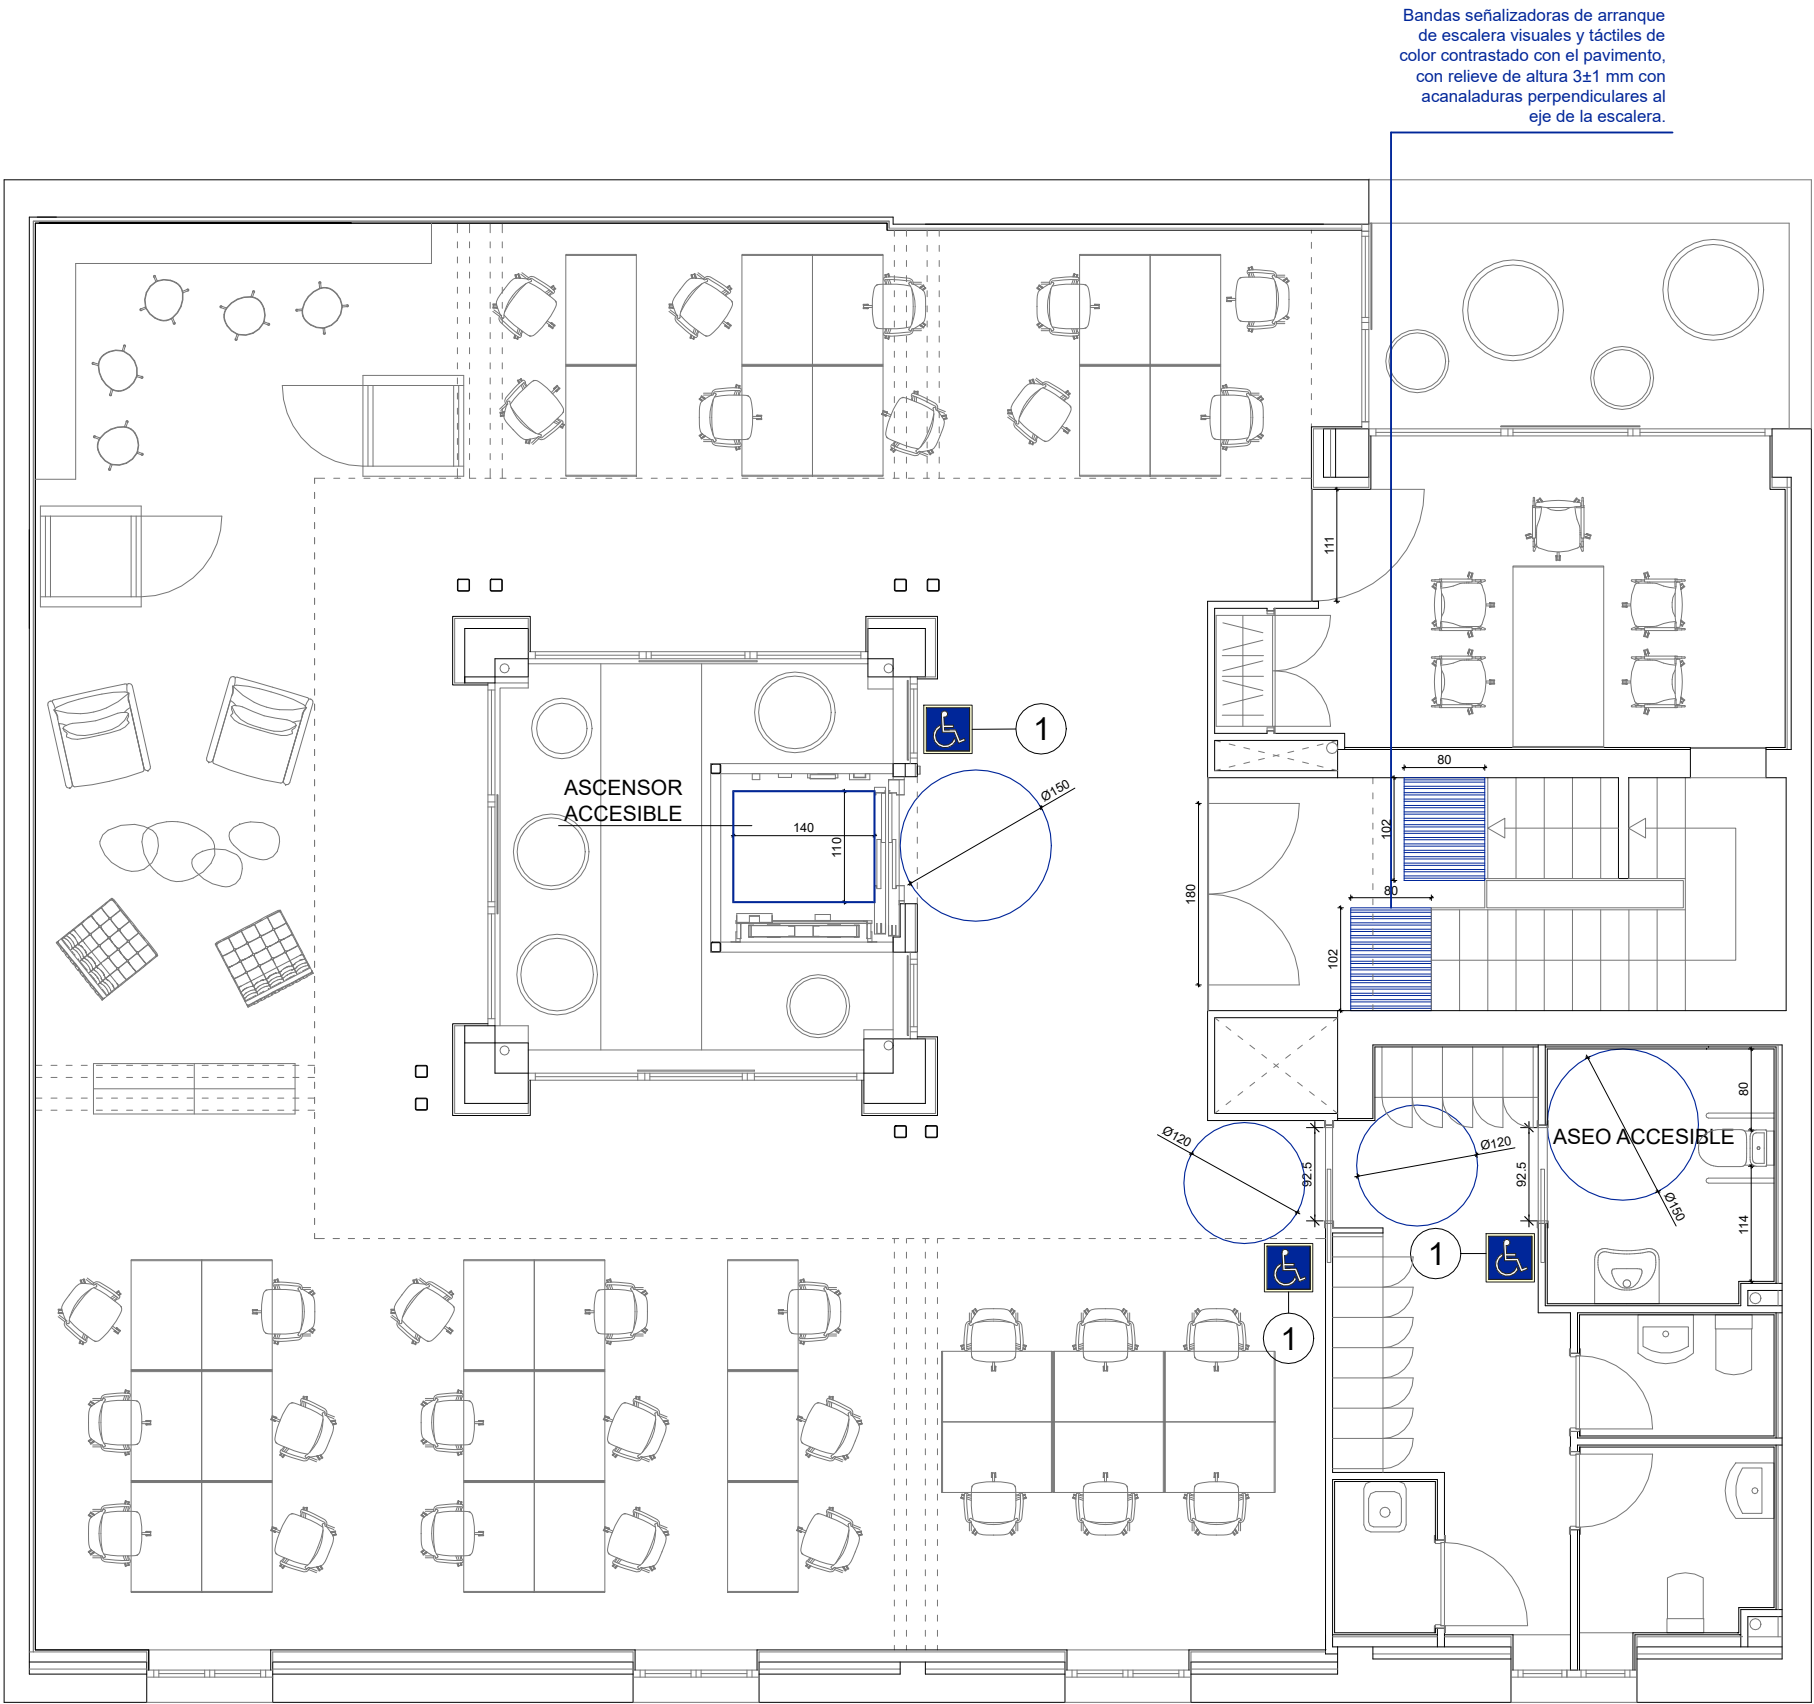 Bandas señalizadoras de arranque
de escalera visuales y táctiles de
color contrastado con el pavimento,
con relieve de altura 3±1 mm con
acanaladuras perpendiculares al
eje de la escalera.
111
1
80
ASCENSOR
ACCESIBLE
Ø150
140
110
102
180
80
102
80
Ø120
92.5
Ø120
92.5
ASEO ACCESIBLE
Ø150
114
1
1